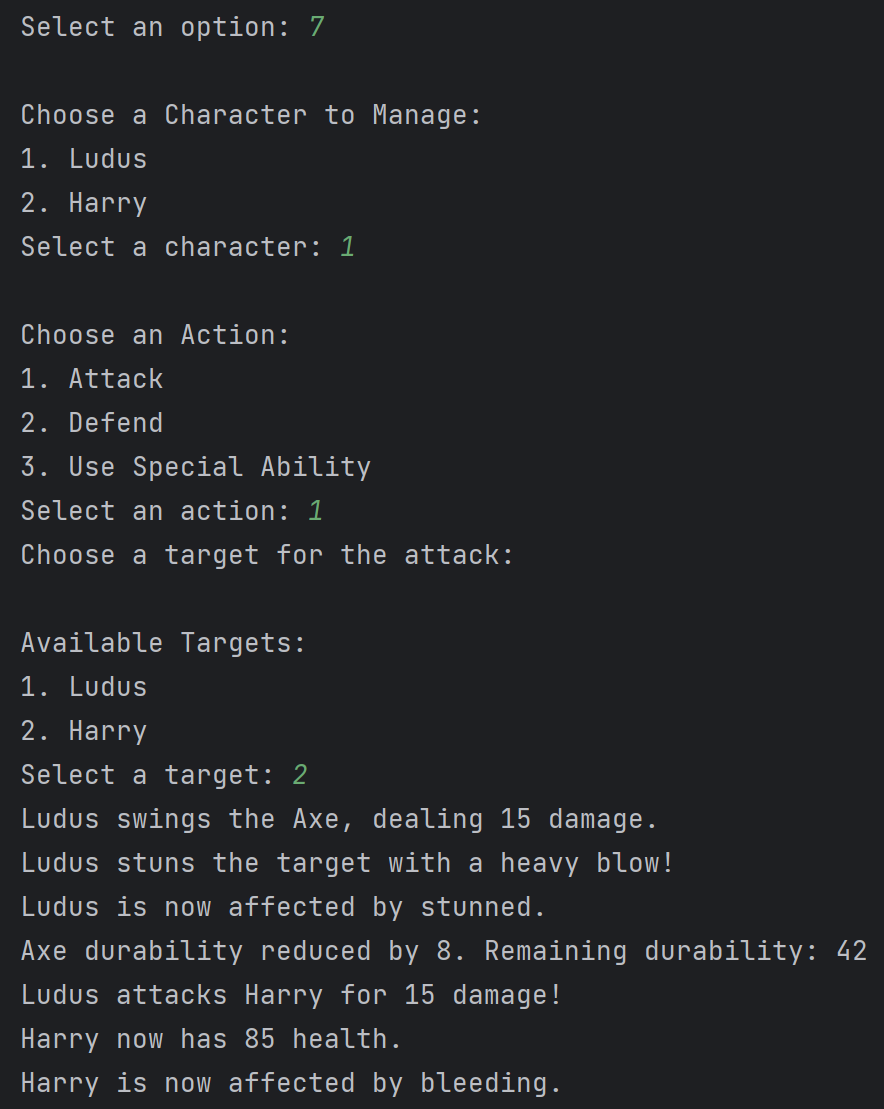 Select an option: 7
Choose a Character to Manage:
1. Ludus
2. Harry
Select a character: 1
Choose an Action:
1. Attack
2. Defend
3. Use Special Ability
Select an action: 1
Choose a target for the attack:
Available Targets:
1. Ludus
2. Harry
Select a target: 2
Ludus swings the Axe, dealing 15 damage.
Ludus stuns the target with a heavy blow!
Ludus is now affected by stunned.
Axe durability reduced by 8. Remaining durability: 42
Ludus attacks Harry for 15 damage!
Harry now has 85 health.
Harry is now affected by bleeding.